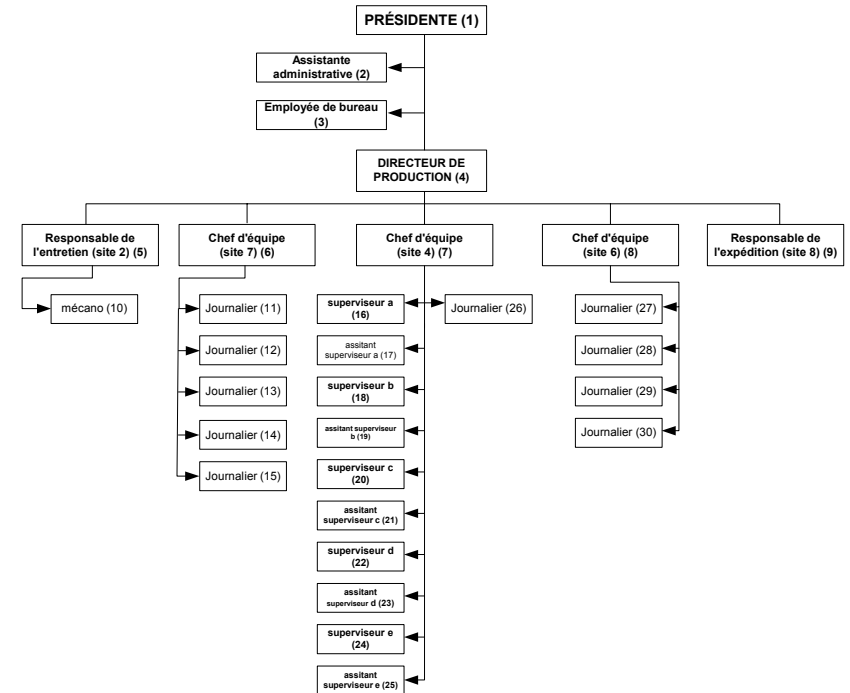 PRÉSIDENTE (1)
Assistante
administrative (2)
Employée de bureau
(3)
DIRECTEUR DE
PRODUCTION (4)
Responsable de
l'entretien (site 2) (5)
Chef d'équipe
(site 7) (6)
Chef d'équipe
(site 4) (7)
Chef d'équipe
(site 6) (8)
Responsable de
l'expédition (site 8) (9)
mécano (10)
Journalier (11)
Journalier (12)
Journalier (13)
Journalier (14)
Journalier (15)
superviseur a
(16)
assitant
superviseur a (17)
superviseur b
(18)
assitant superviseur
b (19)
superviseur c
(20)
assitant
superviseur c (21)
superviseur d
(22)
assitant
superviseur d (23)
superviseur e
(24)
assitant
superviseur e (25)
Journalier (26)
Journalier (27)
Journalier (28)
Journalier (29)
Journalier (30)